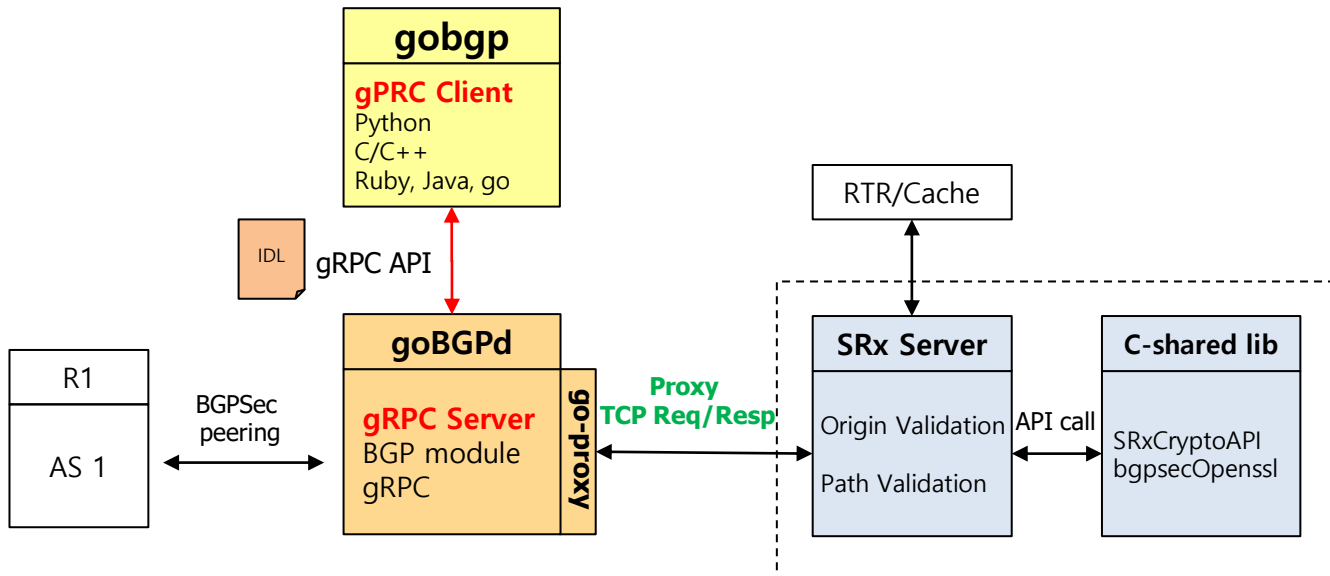 gobgp
gPRC Client
Python
C/C++
Ruby, Java, go
RTR/Cache
IDL
gRPC API
goBGPd
SRx Server
C-shared lib
R1
AS 1
BGPSec
peering
gRPC Server
BGP module
gRPC
go-proxy
Proxy
TCP Req/Resp
Origin Validation
Path Validation
API call
SRxCryptoAPI
bgpsecOpenssl